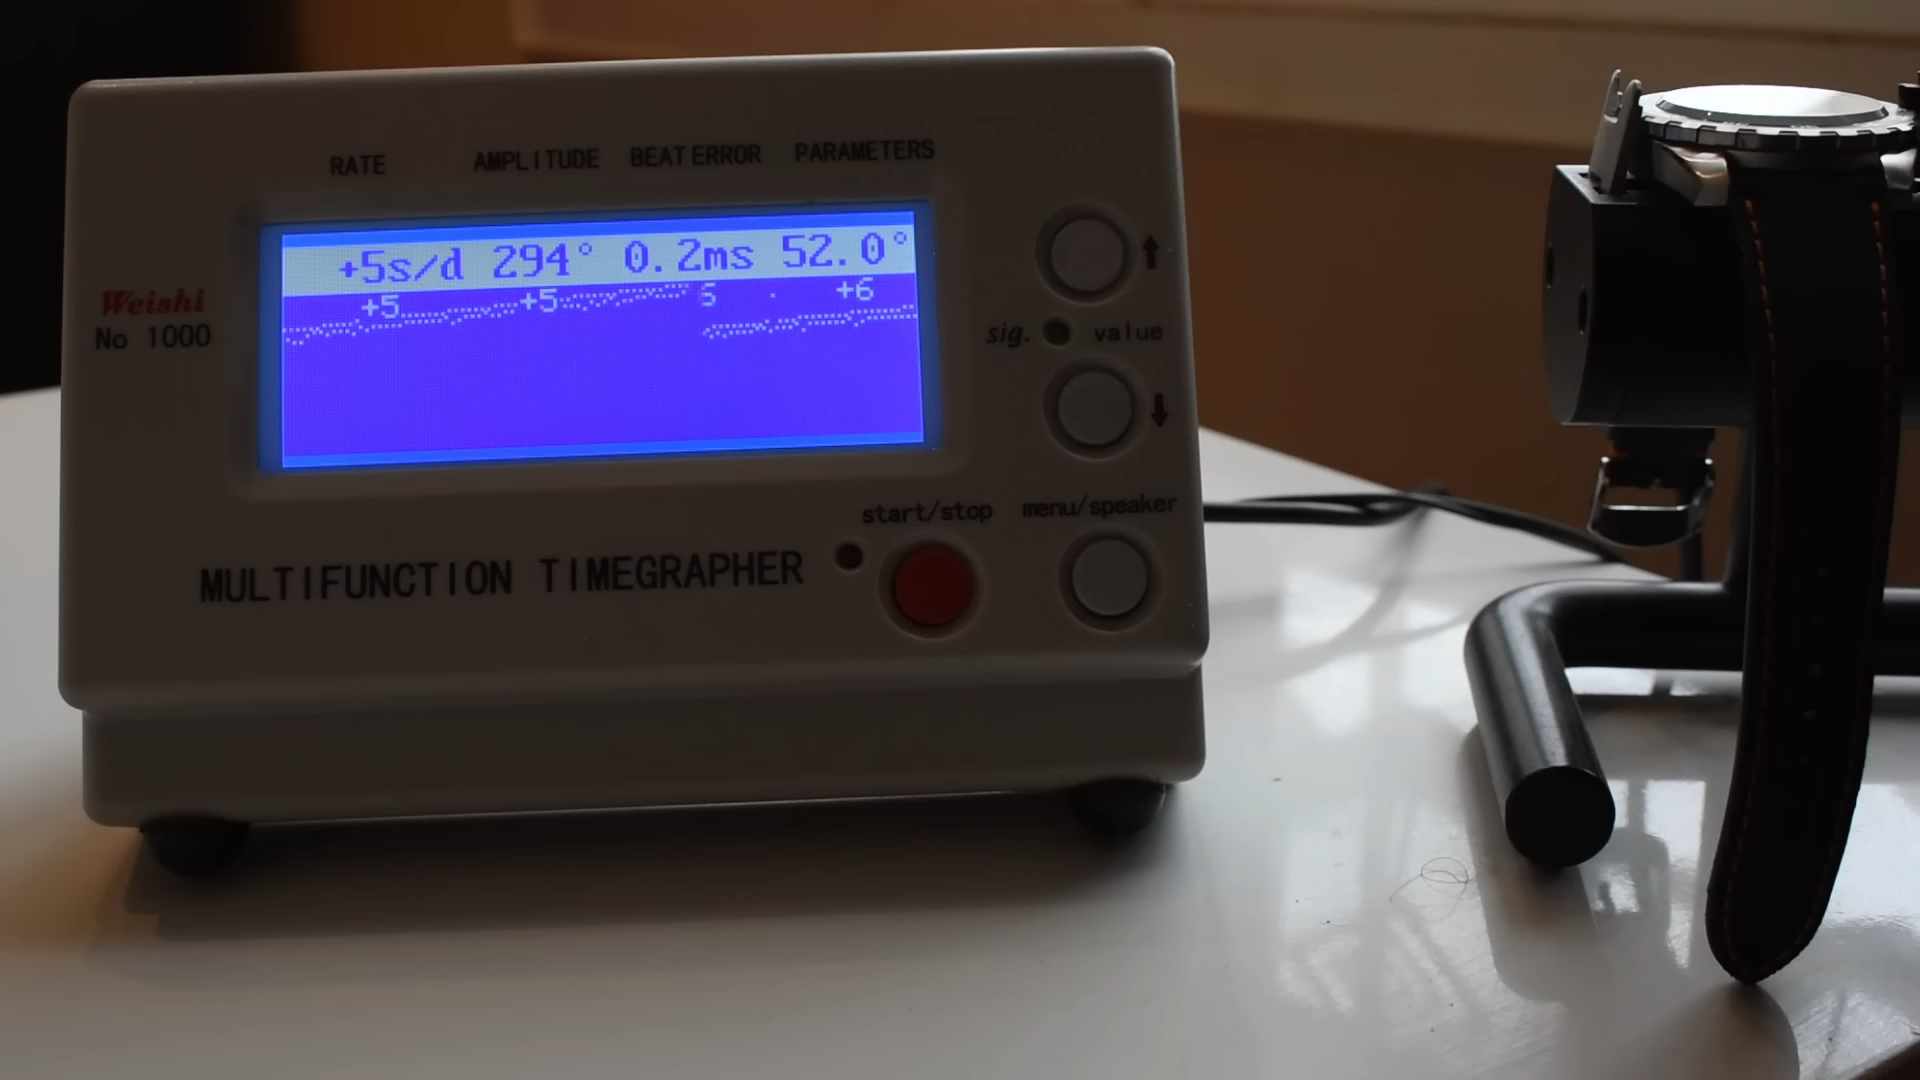 RATE AMPLITUDE BEAT ERROR PARAMETERS
+5s/d 294° 0.2ms 52.0°
+5 +5 6 +6
Weishi
No 1000
sig. value
start/stop menu/speaker
MULTIFUNCTION TIMEGRAPHER